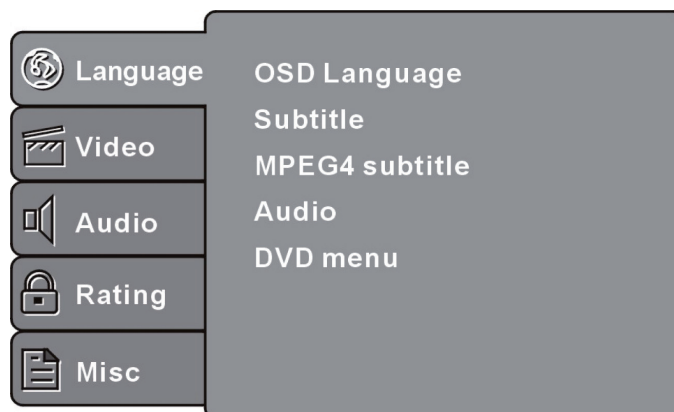 Language
Video
Audio
Rating
Misc
OSD Language
Subtitle
MPEG4 subtitle
Audio
DVD menu